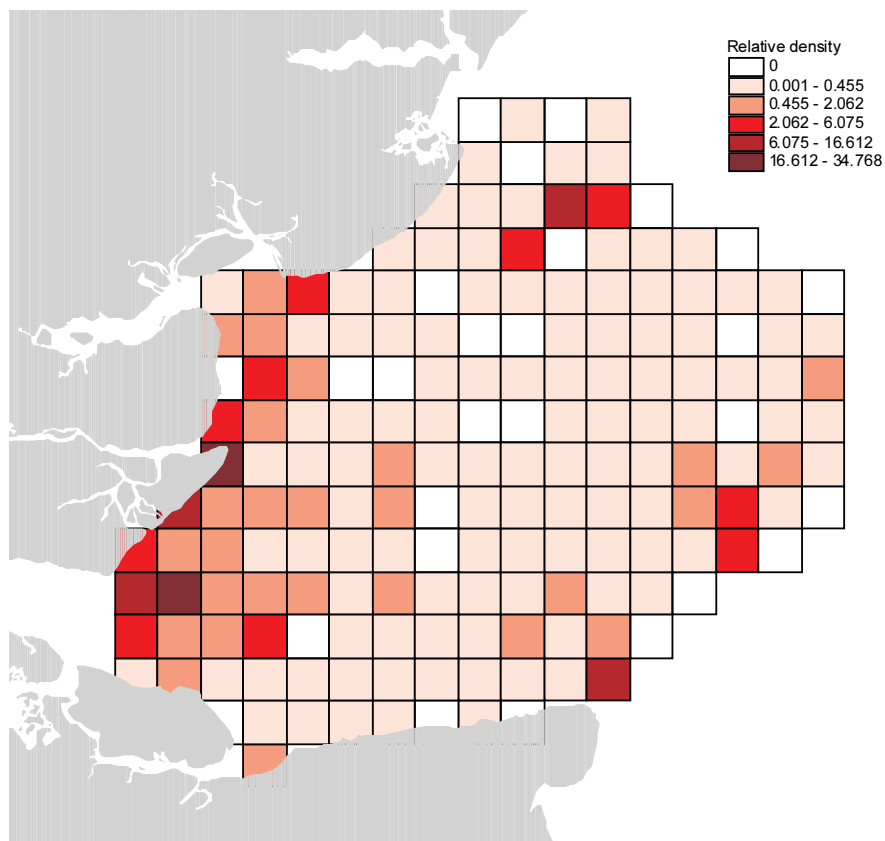 Relative density
0
0.001 - 0.455
0.455 - 2.062
2.062 - 6.075
6.075 - 16.612
16.612 - 34.768